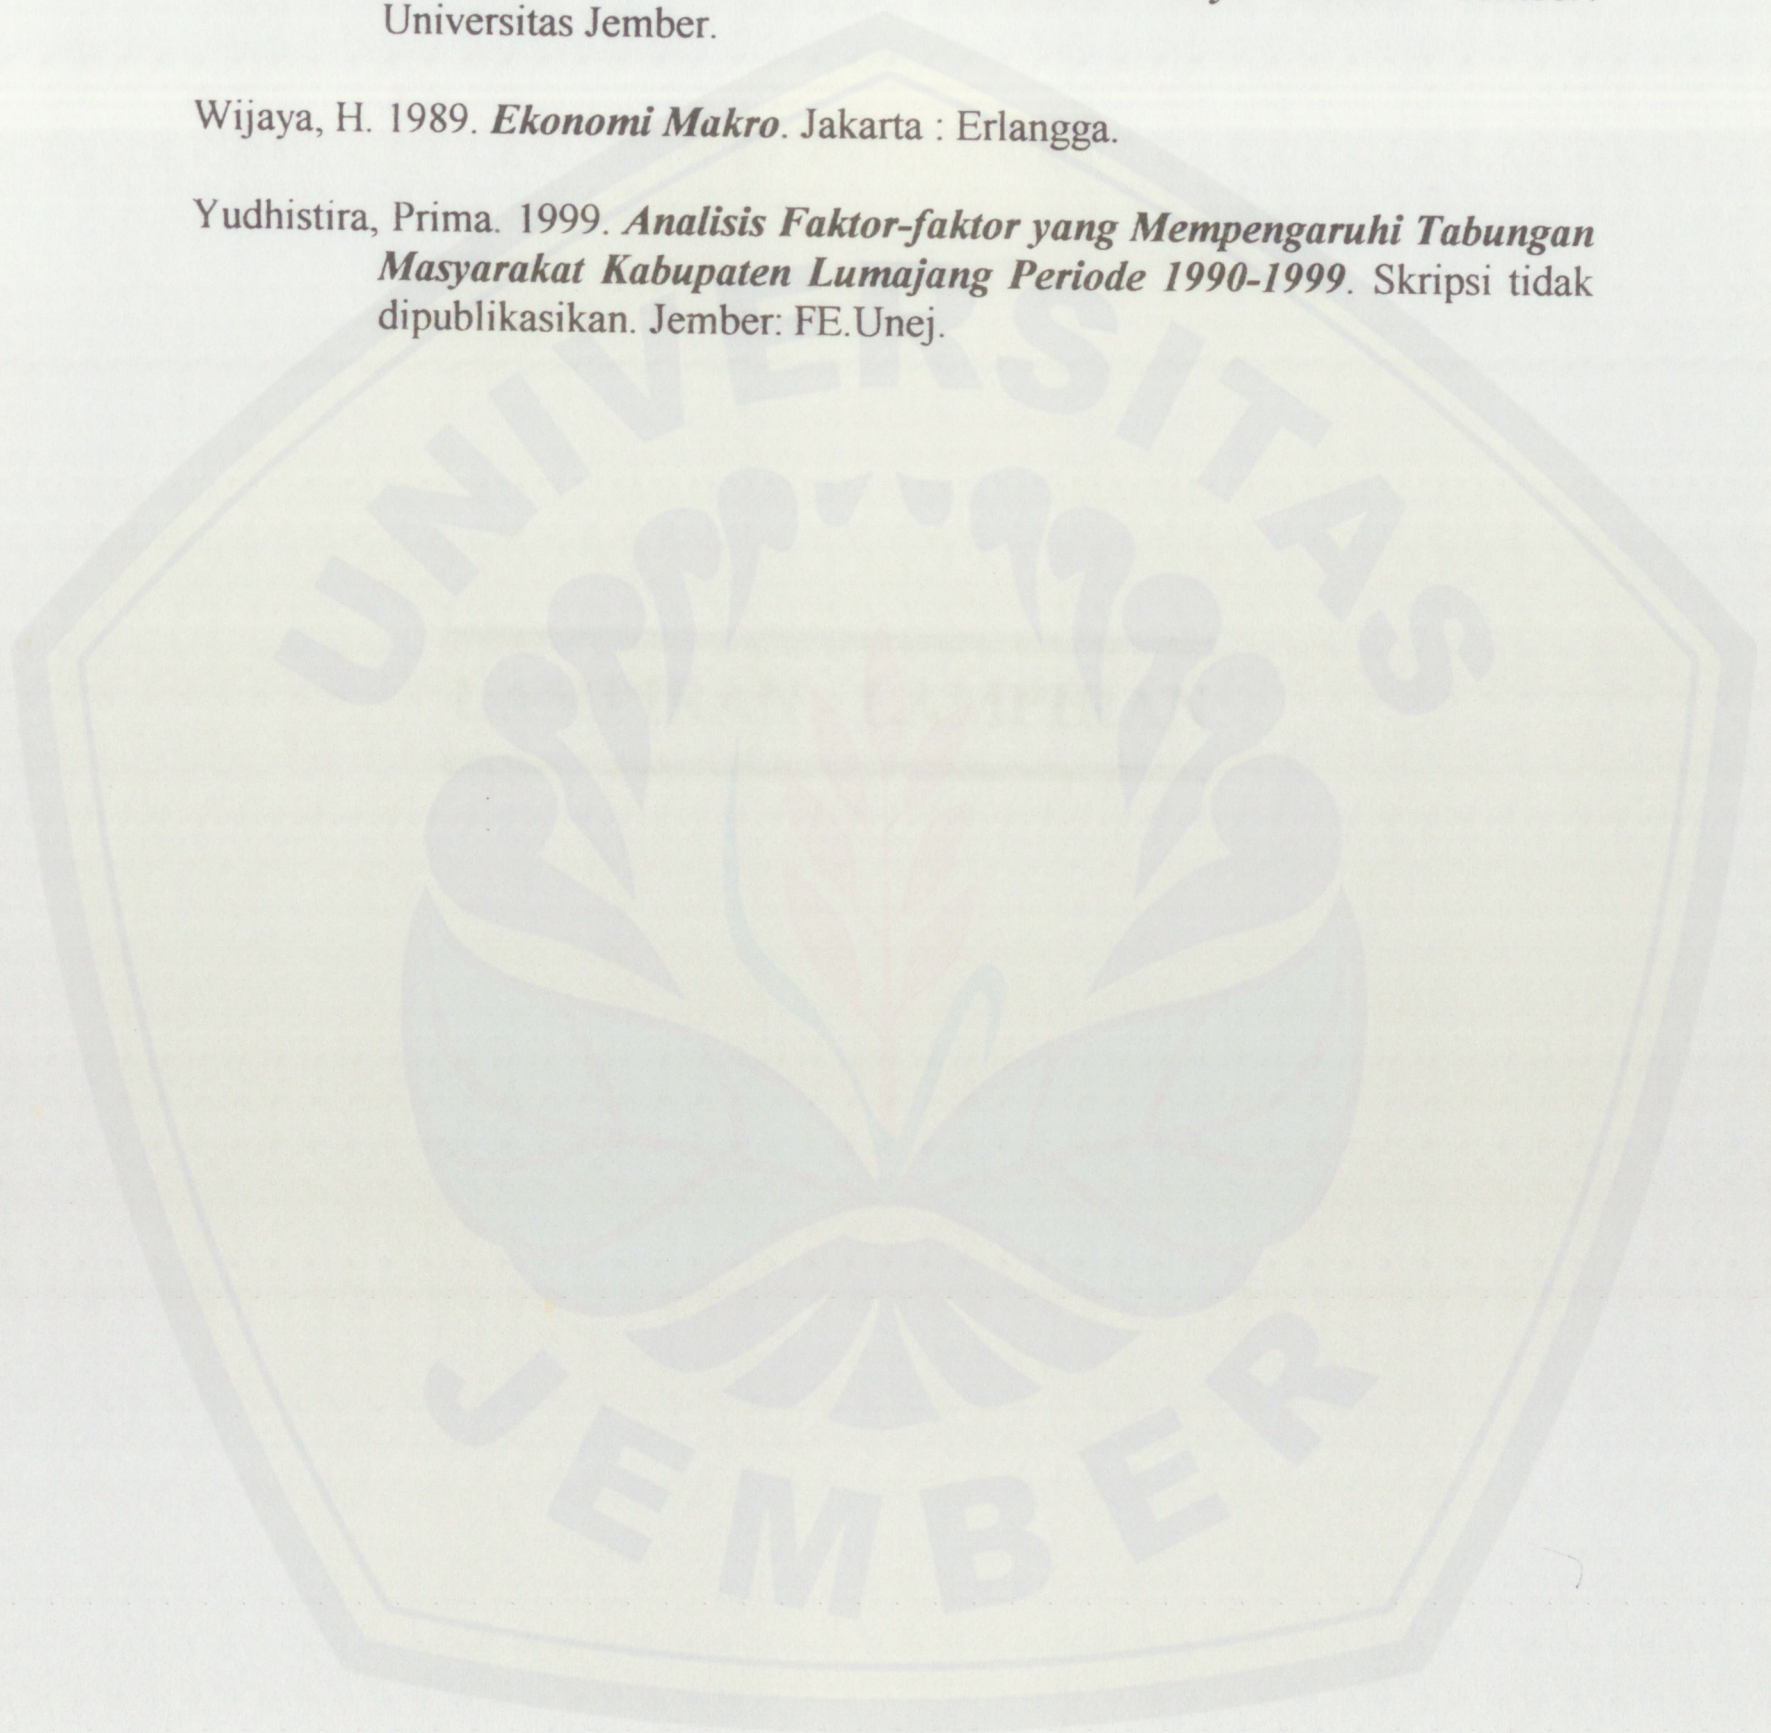 Universitas Jember.
Wijaya, H. 1989. Ekonomi Makro. Jakarta : Erlangga.
Yudhistira, Prima. 1999. Analisis Faktor-faktor yang Mempengaruhi Tabungan
Masyarakat Kabupaten Lumajang Periode 1990-1999. Skripsi tidak
dipublikasikan. Jember: FE.Unej.
UNIVERSITAS
JEMBER